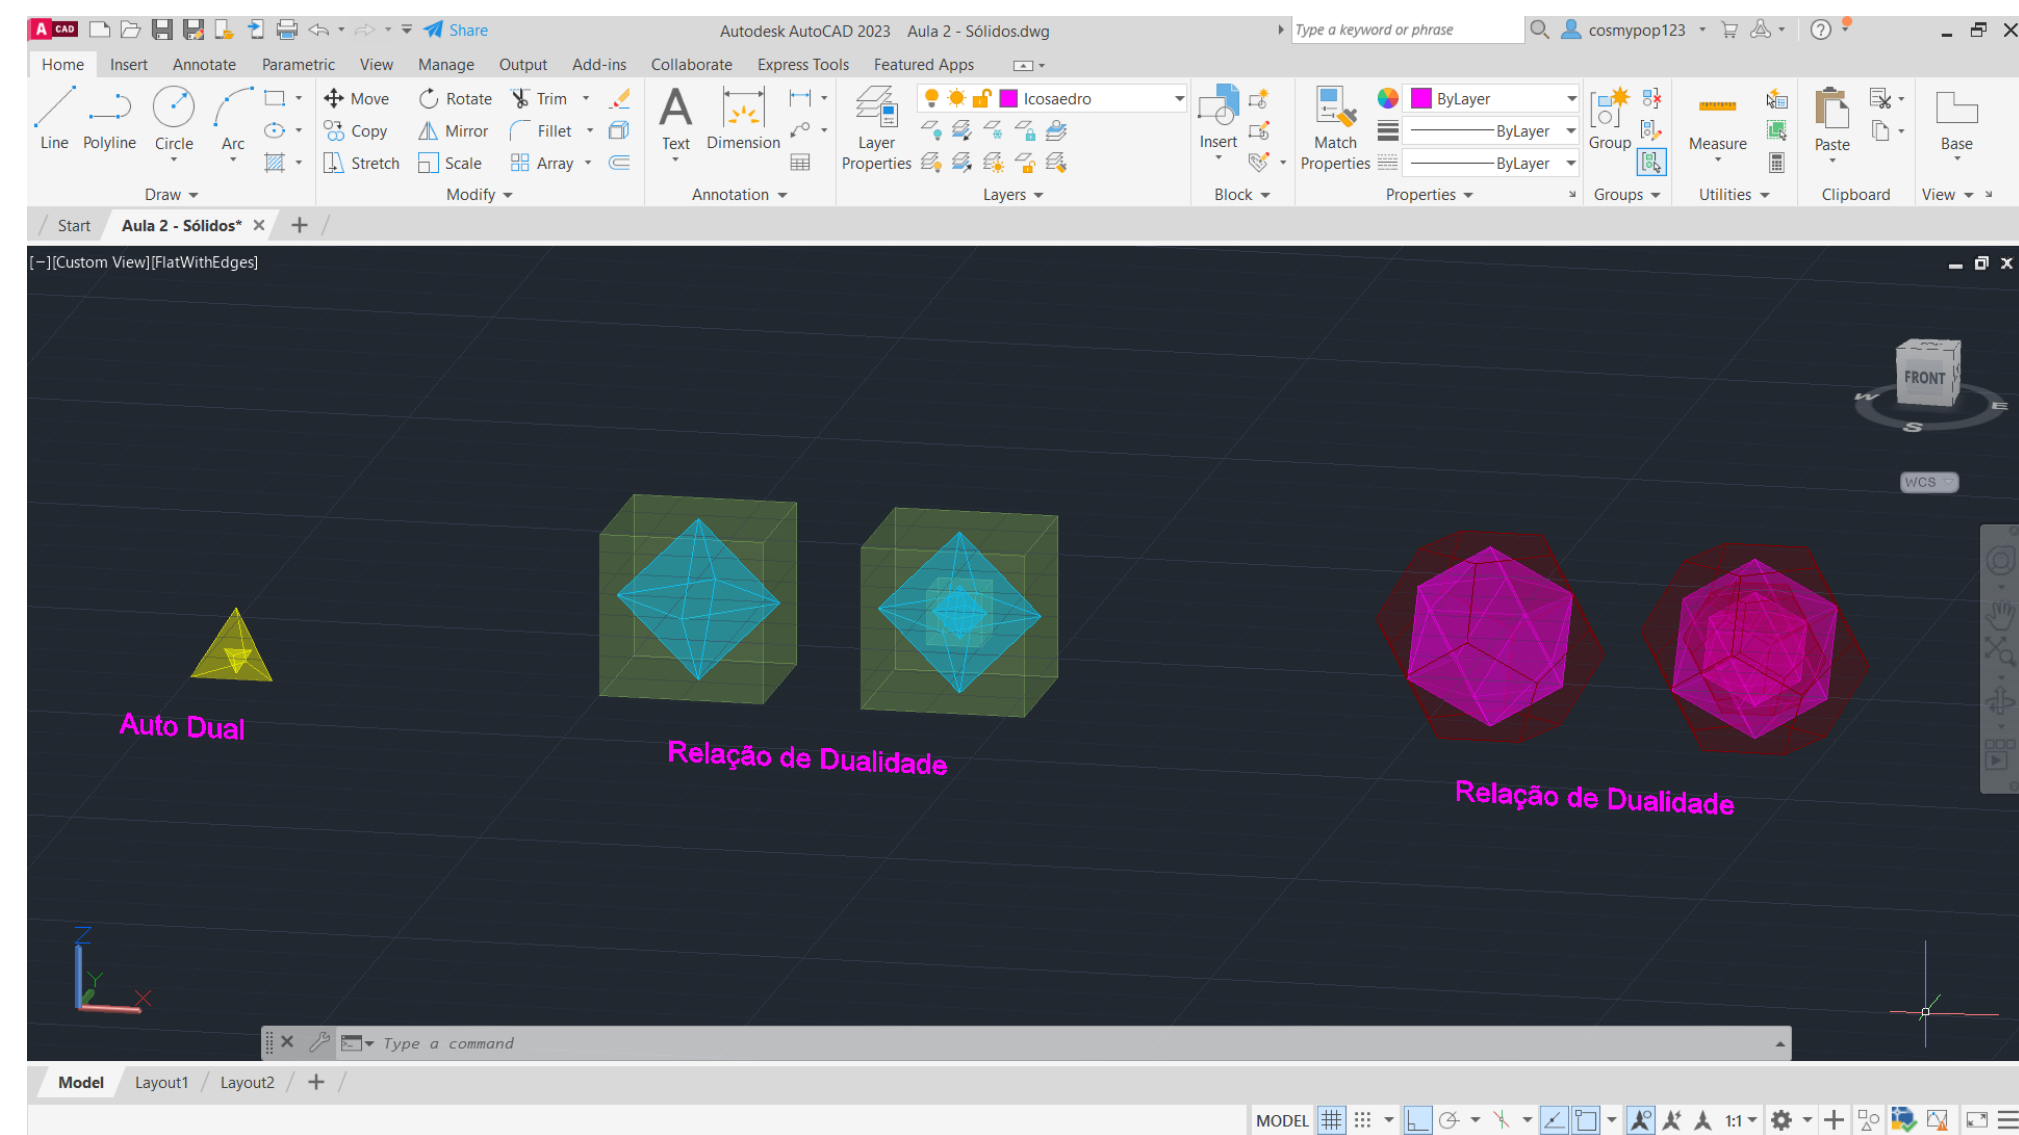 A CAD Share Autodesk AutoCAD 2023 Aula 2 - Sólidos.dwg Type a keyword or phrase cosmypop123
Home Insert Annotate Parametric View Manage Output Add-ins Collaborate Express Tools Featured Apps
Line Polyline Circle Arc
Move Rotate Trim
Copy Mirror Fillet
Stretch Scale Array
Text Dimension
Layer Properties
Icosaedro
Insert
Match Properties
ByLayer
ByLayer
ByLayer
Group
Measure
Paste
Base
Draw Modify Annotation Layers Block Properties Groups Utilities Clipboard View
Start Aula 2 - Sólidos*
[−][Custom View][FlatWithEdges]
FRONT
W S E
WCS
Auto Dual
Relação de Dualidade
Relação de Dualidade
Z
Y
X
Type a command
Model Layout1 Layout2
MODEL 1:1